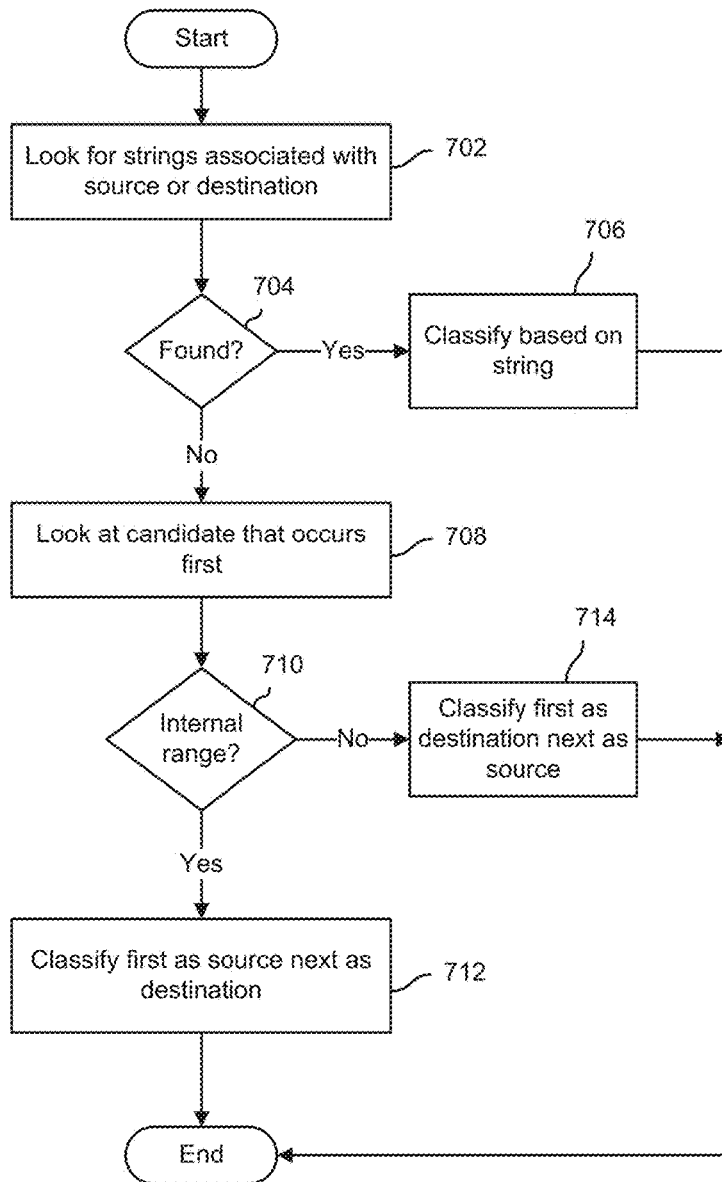 Start
Look for strings associated with
source or destination
702
704
Found?
Yes
706
Classify based on
string
No
Look at candidate that occurs
first
708
710
Internal
range?
No
714
Classify first as
destination next as
source
Yes
Classify first as source next as
destination
712
End